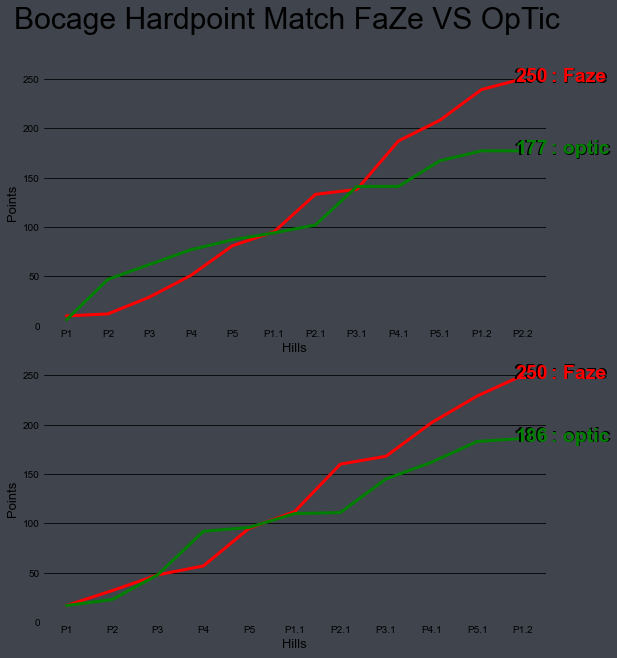 Bocage Hardpoint Match FaZe VS OpTic
250
200
150
100
50
0
Points
250 : Faze
177 : optic
P1 P2 P3 P4 P5 P1.1 P2.1 P3.1 P4.1 P5.1 P1.2 P2.2
Hills
250
200
150
100
50
0
Points
250 : Faze
186 : optic
P1 P2 P3 P4 P5 P1.1 P2.1 P3.1 P4.1 P5.1 P1.2
Hills